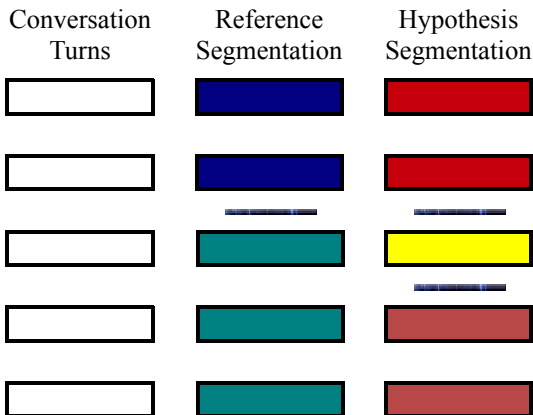 Conversation
Turns
Reference
Segmentation
Hypothesis
Segmentation